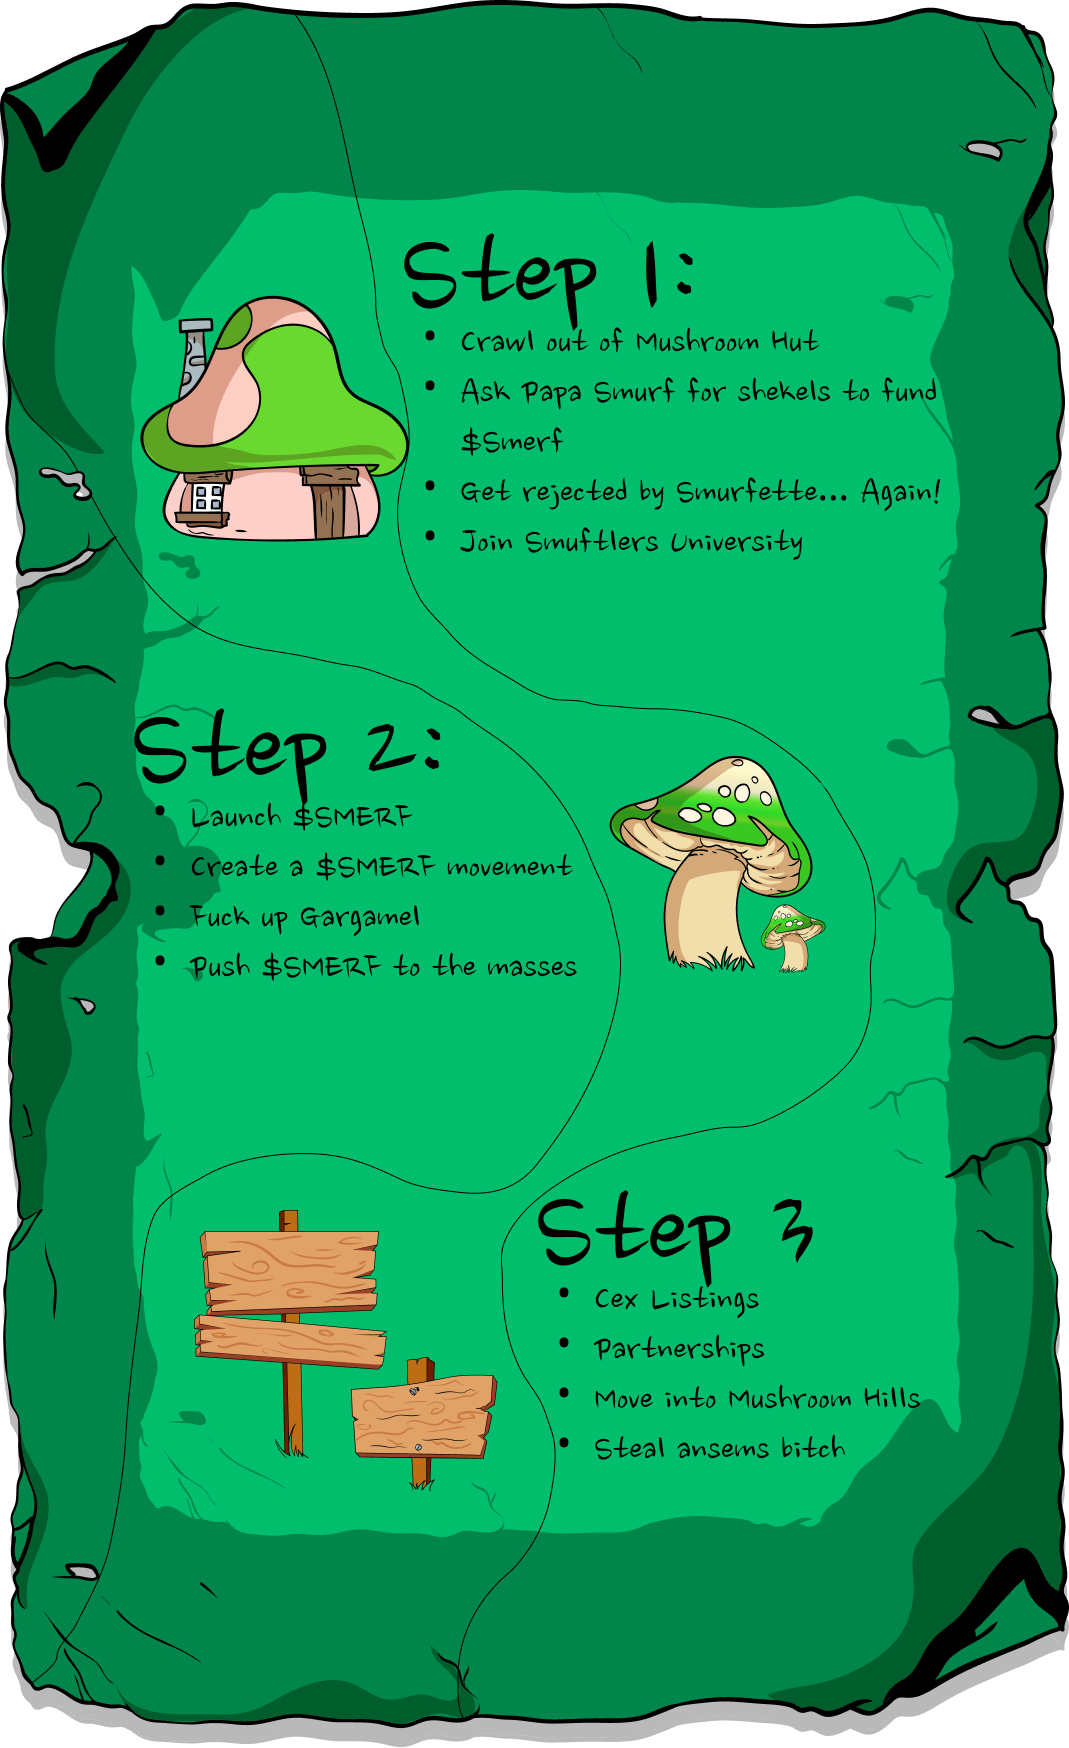 Step 1:
• Crawl out of Mushroom Hut
• Ask Papa Smurf for shekels to fund
$Smerf
• Get rejected by Smurfette... Again!
• Join Smuftlers University
Step 2:
• Launch $SMERF
• Create a $SMERF movement
• Fuck up Gargamel
• Push $SMERF to the masses
Step 3
• Cex Listings
• Partnerships
• Move into Mushroom Hills
• Steal ansems bitch